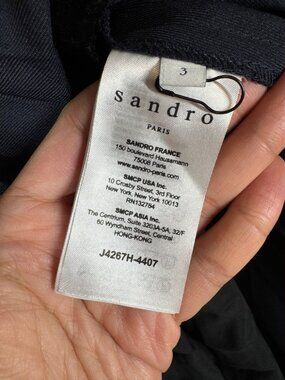 3
sandro
PARIS
SANDRO FRANCE
150 boulevard Haussmann
75008 Paris
www.sandro-paris.com
SMCP USA Inc.
10 Crosby Street, 3rd Floor
New York, New York 10013
RN132784
SMCP ASIA Inc.
The Centrium, Suite 3203A-5A, 32/F
60 Wyndham Street, Central
HONG-KONG
J4267H-4407